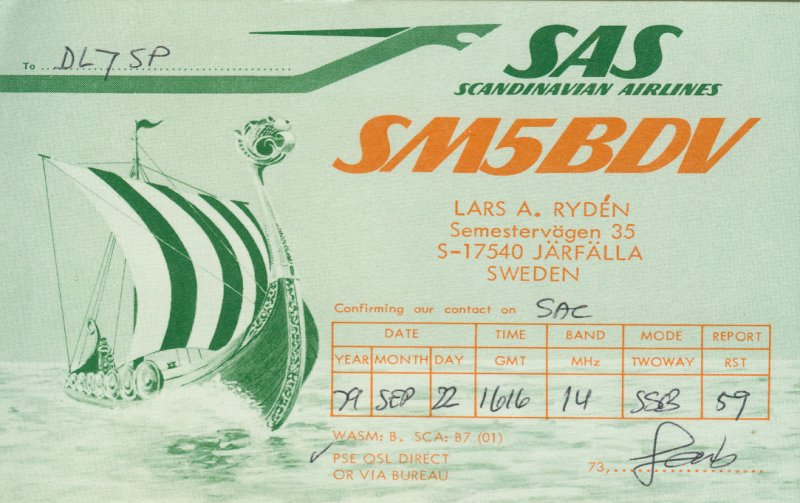 To DL7SP
SAS
SCANDINAVIAN AIRLINES
SM5BDV
LARS A. RYDÉN
Semestervägen 35
S-17540 JÄRFÄLLA
SWEDEN
Confirming our contact on SAC
DATE TIME BAND MODE REPORT
YEAR MONTH DAY GMT MHz TWOWAY RST
79 SEP 22 1616 14 SSB 59
WASM: B. SCA: B7 (01)
PSE QSL DIRECT
OR VIA BUREAU
73,